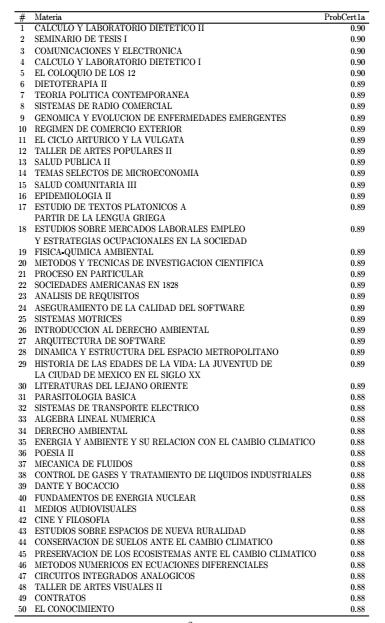 # Materia ProbCert1a
1 CALCULO Y LABORATORIO DIETETICO II 0.90
2 SEMINARIO DE TESIS I 0.90
3 COMUNICACIONES Y ELECTRONICA 0.90
4 CALCULO Y LABORATORIO DIETETICO I 0.90
5 EL COLOQUIO DE LOS 12 0.90
6 DIETOTERAPIA II 0.89
7 TEORIA POLITICA CONTEMPORANEA 0.89
8 SISTEMAS DE RADIO COMERCIAL 0.89
9 GENOMICA Y EVOLUCION DE ENFERMEDADES EMERGENTES 0.89
10 REGIMEN DE COMERCIO EXTERIOR 0.89
11 EL CICLO ARTURICO Y LA VULGATA 0.89
12 TALLER DE ARTES POPULARES II 0.89
13 SALUD PUBLICA II 0.89
14 TEMAS SELECTOS DE MICROECONOMIA 0.89
15 SALUD COMUNITARIA III 0.89
16 EPIDEMIOLOGIA II 0.89
17 ESTUDIO DE TEXTOS PLATONICOS A 0.89
PARTIR DE LA LENGUA GRIEGA
18 ESTUDIOS SOBRE MERCADOS LABORALES EMPLEO 0.89
Y ESTRATEGIAS OCUPACIONALES EN LA SOCIEDAD
19 FISICA-QUIMICA AMBIENTAL 0.89
20 METODOS Y TECNICAS DE INVESTIGACION CIENTIFICA 0.89
21 PROCESO EN PARTICULAR 0.89
22 SOCIEDADES AMERICANAS EN 1828 0.89
23 ANALISIS DE REQUISITOS 0.89
24 ASEGURAMIENTO DE LA CALIDAD DEL SOFTWARE 0.89
25 SISTEMAS MOTRICES 0.89
26 INTRODUCCION AL DERECHO AMBIENTAL 0.89
27 ARQUITECTURA DE SOFTWARE 0.89
28 DINAMICA Y ESTRUCTURA DEL ESPACIO METROPOLITANO 0.89
29 HISTORIA DE LAS EDADES DE LA VIDA: LA JUVENTUD DE 0.89
LA CIUDAD DE MEXICO EN EL SIGLO XX
30 LITERATURAS DEL LEJANO ORIENTE 0.89
31 PARASITOLOGIA BASICA 0.88
32 SISTEMAS DE TRANSPORTE ELECTRICO 0.88
33 ALGEBRA LINEAL NUMERICA 0.88
34 DERECHO AMBIENTAL 0.88
35 ENERGIA Y AMBIENTE Y SU RELACION CON EL CAMBIO CLIMATICO 0.88
36 POESIA II 0.88
37 MECANICA DE FLUIDOS 0.88
38 CONTROL DE GASES Y TRATAMIENTO DE LIQUIDOS INDUSTRIALES 0.88
39 DANTE Y BOCACCIO 0.88
40 FUNDAMENTOS DE ENERGIA NUCLEAR 0.88
41 MEDIOS AUDIOVISUALES 0.88
42 CINE Y FILOSOFIA 0.88
43 ESTUDIOS SOBRE ESPACIOS DE NUEVA RURALIDAD 0.88
44 CONSERVACION DE SUELOS ANTE EL CAMBIO CLIMATICO 0.88
45 PRESERVACION DE LOS ECOSISTEMAS ANTE EL CAMBIO CLIMATICO 0.88
46 METODOS NUMERICOS EN ECUACIONES DIFERENCIALES 0.88
47 CIRCUITOS INTEGRADOS ANALOGICOS 0.88
48 TALLER DE ARTES VISUALES II 0.88
49 CONTRATOS 0.88
50 EL CONOCIMIENTO 0.88